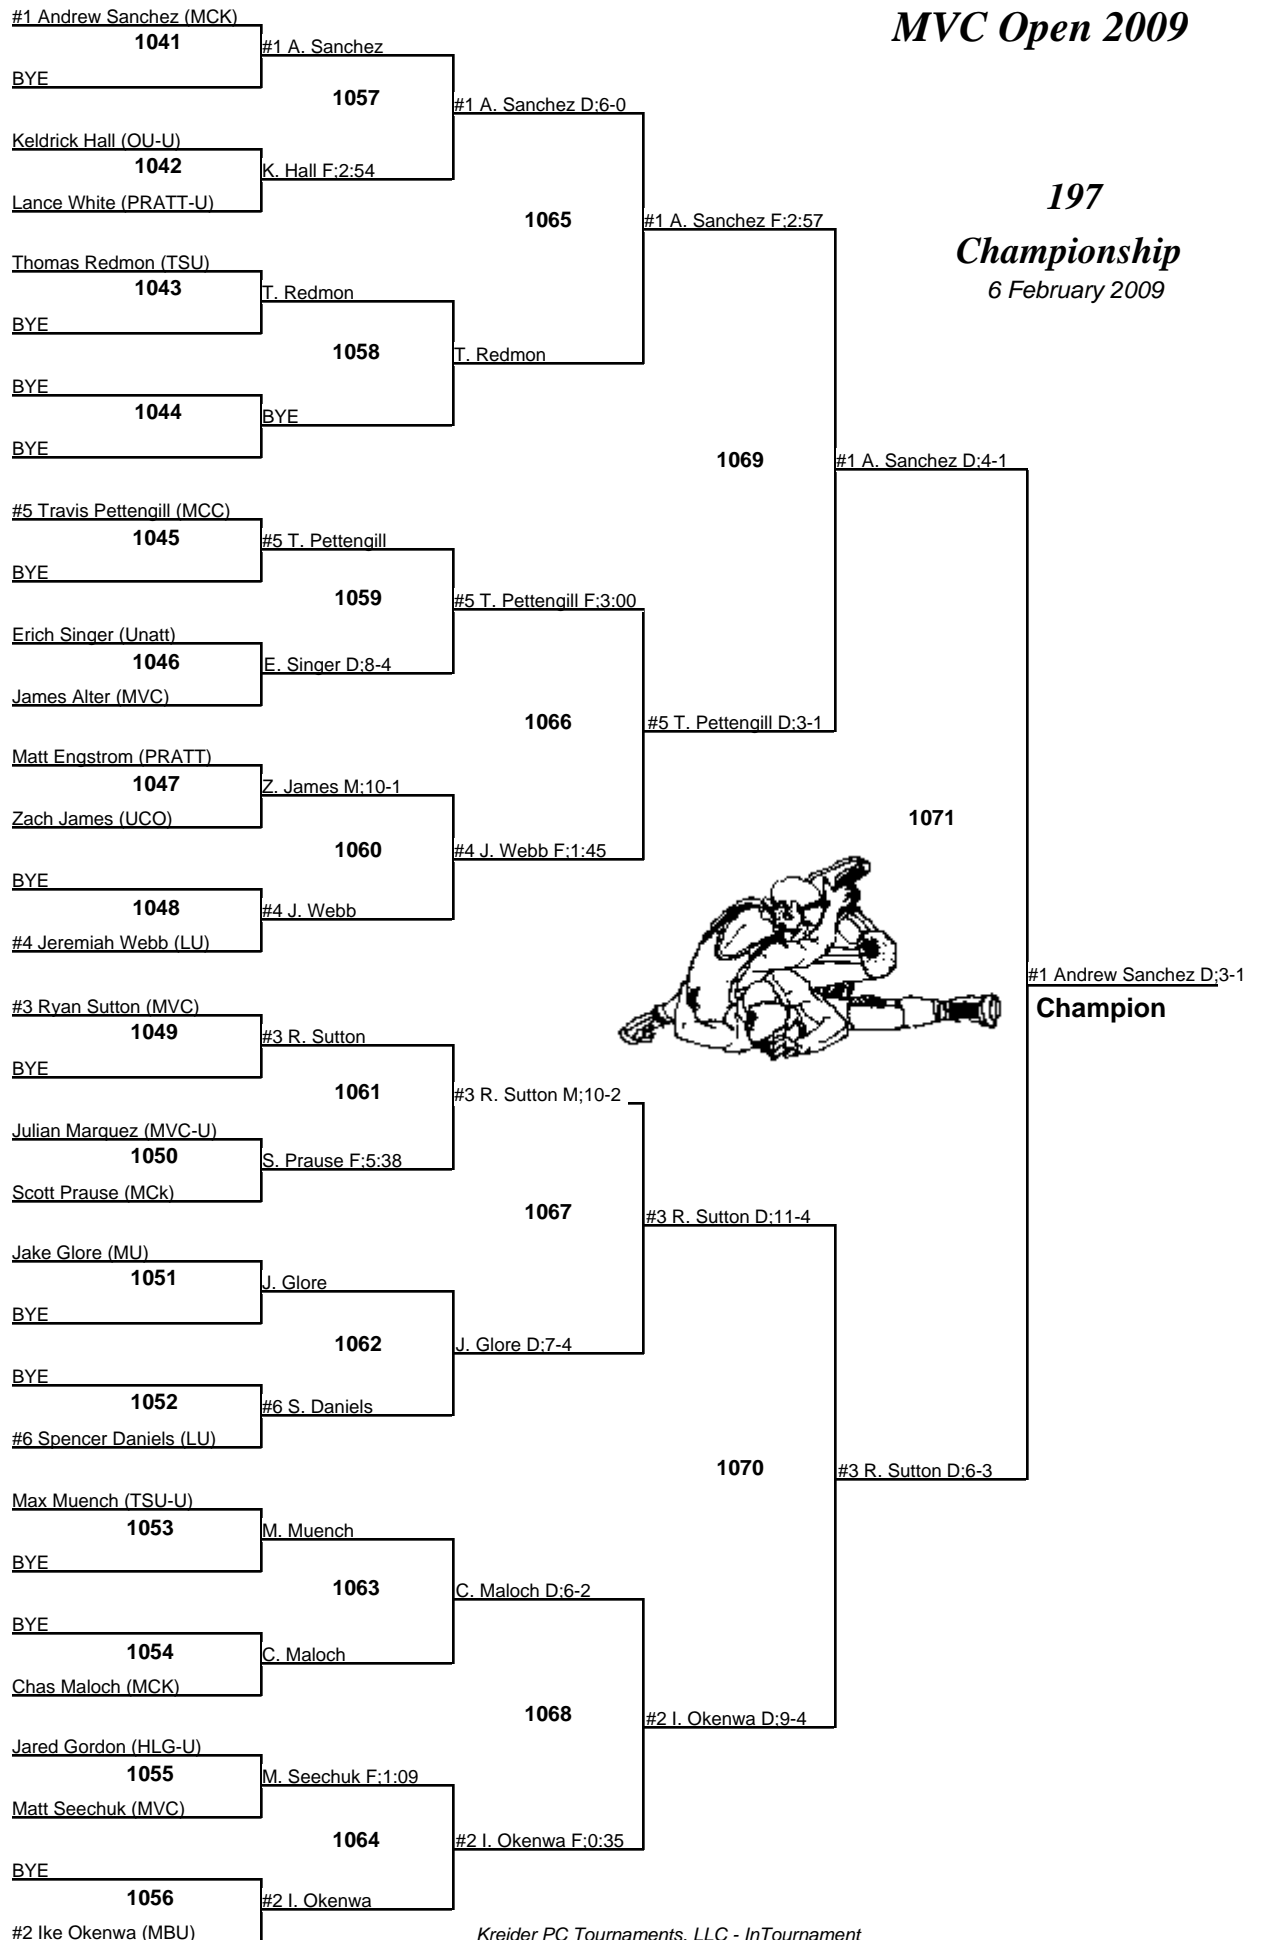 #1 Andrew Sanchez (MCK)
MVC Open 2009
1041
#1 A. Sanchez
BYE
1057
#1 A. Sanchez D;6-0
Keldrick Hall (OU-U)
1042
K. Hall F;2:54
Lance White (PRATT-U)
197
Championship
6 February 2009
1065
#1 A. Sanchez F;2:57
Thomas Redmon (TSU)
1043
T. Redmon
BYE
1058
T. Redmon
BYE
1044
BYE
BYE
1069
#1 A. Sanchez D;4-1
#5 Travis Pettengill (MCC)
1045
#5 T. Pettengill
BYE
1059
#5 T. Pettengill F;3:00
Erich Singer (Unatt)
1046
E. Singer D;8-4
James Alter (MVC)
1066
#5 T. Pettengill D;3-1
Matt Engstrom (PRATT)
1047
Z. James M;10-1
Zach James (UCO)
1071
1060
#4 J. Webb F;1:45
BYE
1048
#4 J. Webb
#4 Jeremiah Webb (LU)
#1 Andrew Sanchez D;3-1
Champion
#3 Ryan Sutton (MVC)
1049
#3 R. Sutton
BYE
1061
#3 R. Sutton M;10-2
Julian Marquez (MVC-U)
1050
S. Prause F;5:38
Scott Prause (MCk)
1067
#3 R. Sutton D;11-4
Jake Glore (MU)
1051
J. Glore
BYE
1062
J. Glore D;7-4
BYE
1052
#6 S. Daniels
#6 Spencer Daniels (LU)
1070
#3 R. Sutton D;6-3
Max Muench (TSU-U)
1053
M. Muench
BYE
1063
C. Maloch D;6-2
BYE
1054
C. Maloch
Chas Maloch (MCK)
1068
#2 I. Okenwa D;9-4
Jared Gordon (HLG-U)
1055
M. Seechuk F;1:09
Matt Seechuk (MVC)
1064
#2 I. Okenwa F;0:35
BYE
1056
#2 I. Okenwa
#2 Ike Okenwa (MBU)
Kreider PC Tournaments, LLC - InTournament